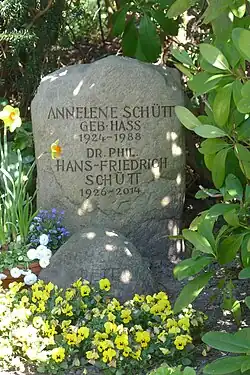 ANNELENE SCHÜTT
GEB·HASS
1924-1988
DR. PHIL
HANS-FRIEDRICH
SCHÜTT
1926-2014